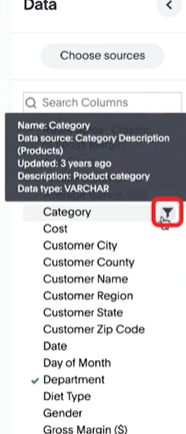 Data
Choose sources
Search Columns
Name: Category
Data source: Category Description
(Products)
Updated: 3 years ago
Description: Product category
Data type: VARCHAR
Category
Cost
Customer City
Customer County
Customer Name
Customer Region
Customer State
Customer Zip Code
Date
Day of Month
Department
Diet Type
Gender
Gross Margin ($)